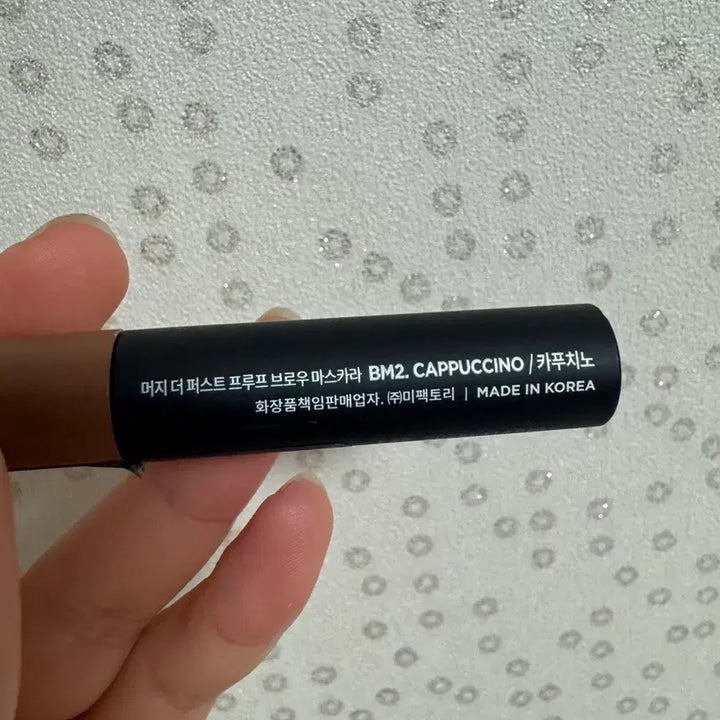 머지 더 퍼스트 프루프 브로우 마스카라 BM2. CAPPUCCINO / 카푸치노
화장품책임판매업자. ㈜미팩토리 | MADE IN KOREA